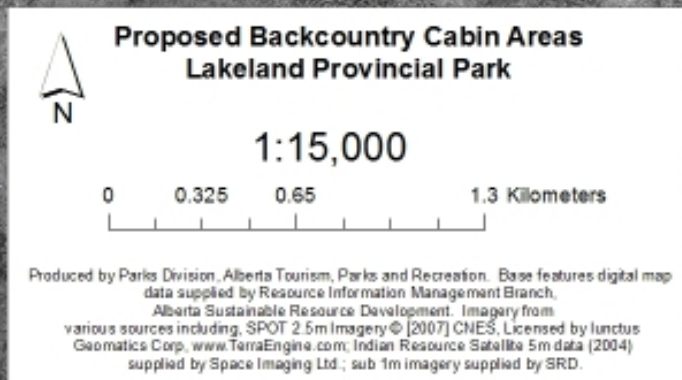 Proposed Backcountry Cabin Areas
Lakeland Provincial Park
N
1:15,000
0 0.325 0.65 1.3 Kilometers
Produced by Parks Division, Alberta Tourism, Parks and Recreation. Base features digital map
data supplied by Resource Information Management Branch,
Alberta Sustainable Resource Development. Imagery from
various sources including, SPOT 2.5m Imagery © [2007] CNES, Licensed by Iunctus
Geomatics Corp, www.TerraEngine.com; Indian Resource Satellite 5m data (2004)
supplied by Space Imaging Ltd.; sub 1m imagery supplied by SRD.